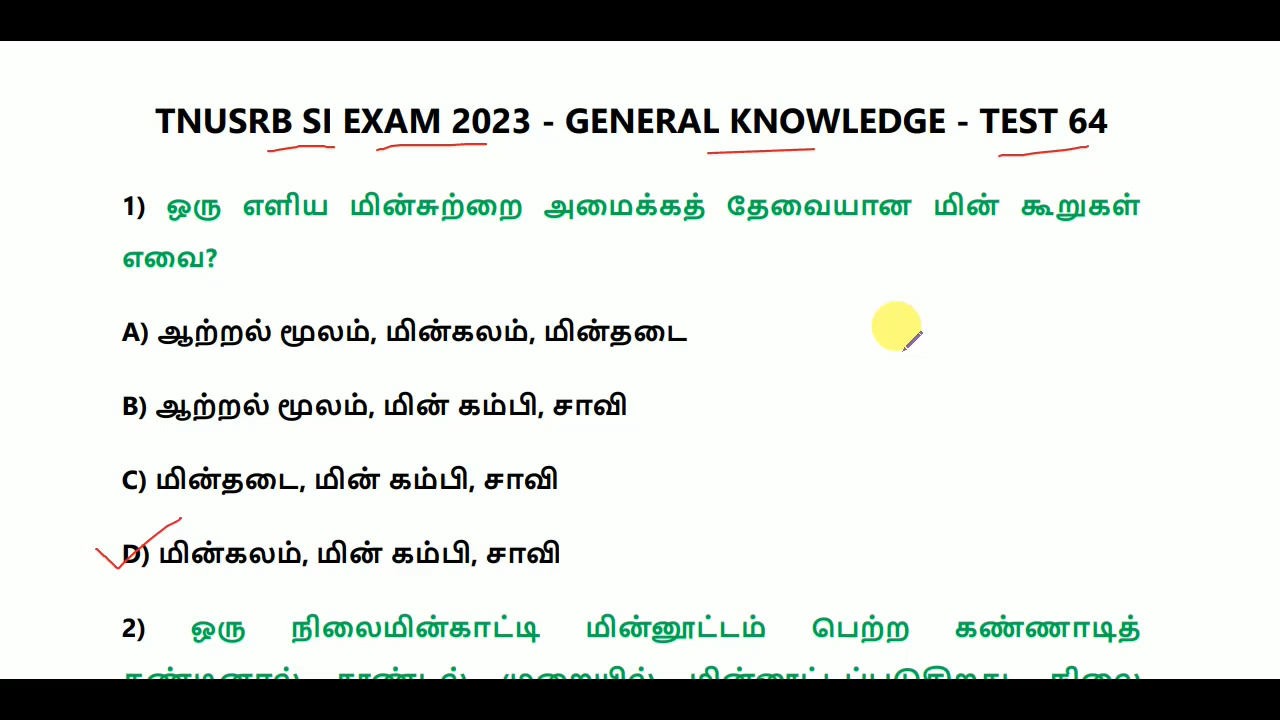 TNUSRB SI EXAM 2023 - GENERAL KNOWLEDGE - TEST 64
1) ஒரு எளிய மின்சுற்றை அமைக்கத் தேவையான மின் கூறுகள்
எவை?
A) ஆற்றல் மூலம், மின்கலம், மின்தடை
B) ஆற்றல் மூலம், மின் கம்பி, சாவி
C) மின்தடை, மின் கம்பி, சாவி
D) மின்கலம், மின் கம்பி, சாவி
2) ஒரு நிலைமின்காட்டி மின்னூட்டம் பெற்ற கண்ணாடித்